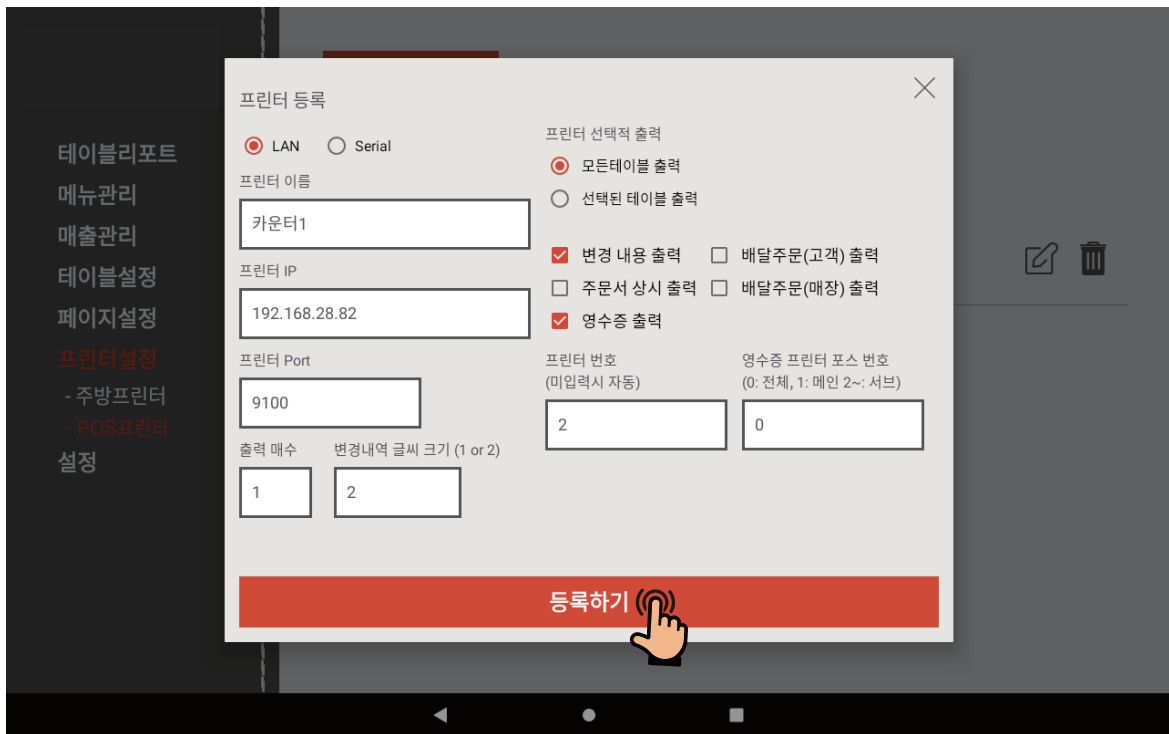 테이블리포트
메뉴관리
매출관리
테이블설정
페이지설정
프린터설정
- 주방프린터
- POS프린터
설정
프린터 등록
LAN
Serial
프린터 이름
카운터1
프린터 IP
192.168.28.82
프린터 Port
9100
출력 매수
변경내역 글씨 크기 (1 or 2)
1
2
프린터 선택적 출력
모든테이블 출력
선택된 테이블 출력
변경 내용 출력
배달주문(고객) 출력
주문서 상시 출력
배달주문(매장) 출력
영수증 출력
프린터 번호
(미입력시 자동)
2
영수증 프린터 포스 번호
(0: 전체, 1: 메인 2~: 서브)
0
등록하기